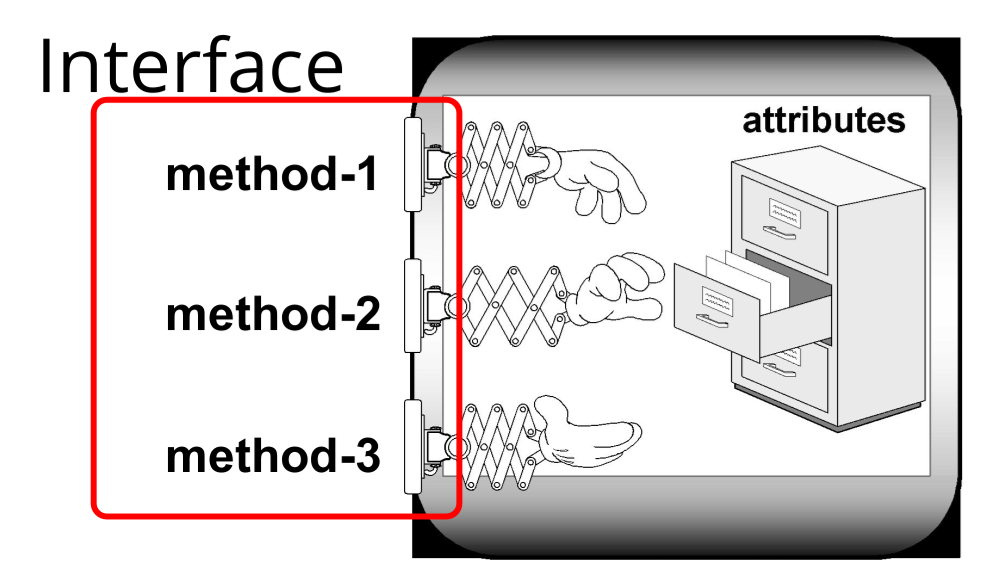 Interface
attributes
method-1
method-2
method-3